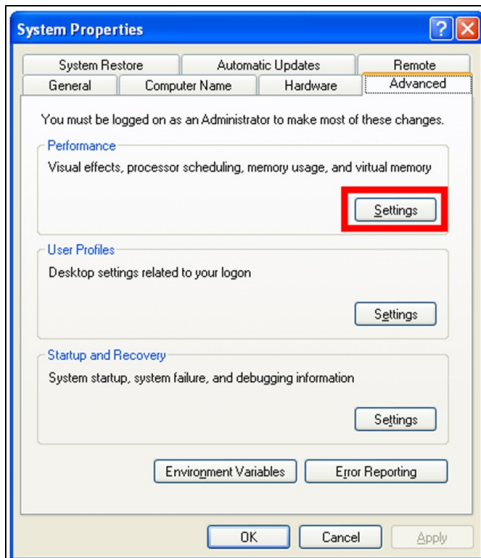 System Properties
System Restore Automatic Updates Remote
General Computer Name Hardware Advanced
You must be logged on as an Administrator to make most of these changes.
Performance
Visual effects, processor scheduling, memory usage, and virtual memory
Settings
User Profiles
Desktop settings related to your logon
Settings
Startup and Recovery
System startup, system failure, and debugging information
Settings
Environment Variables Error Reporting
OK Cancel Apply